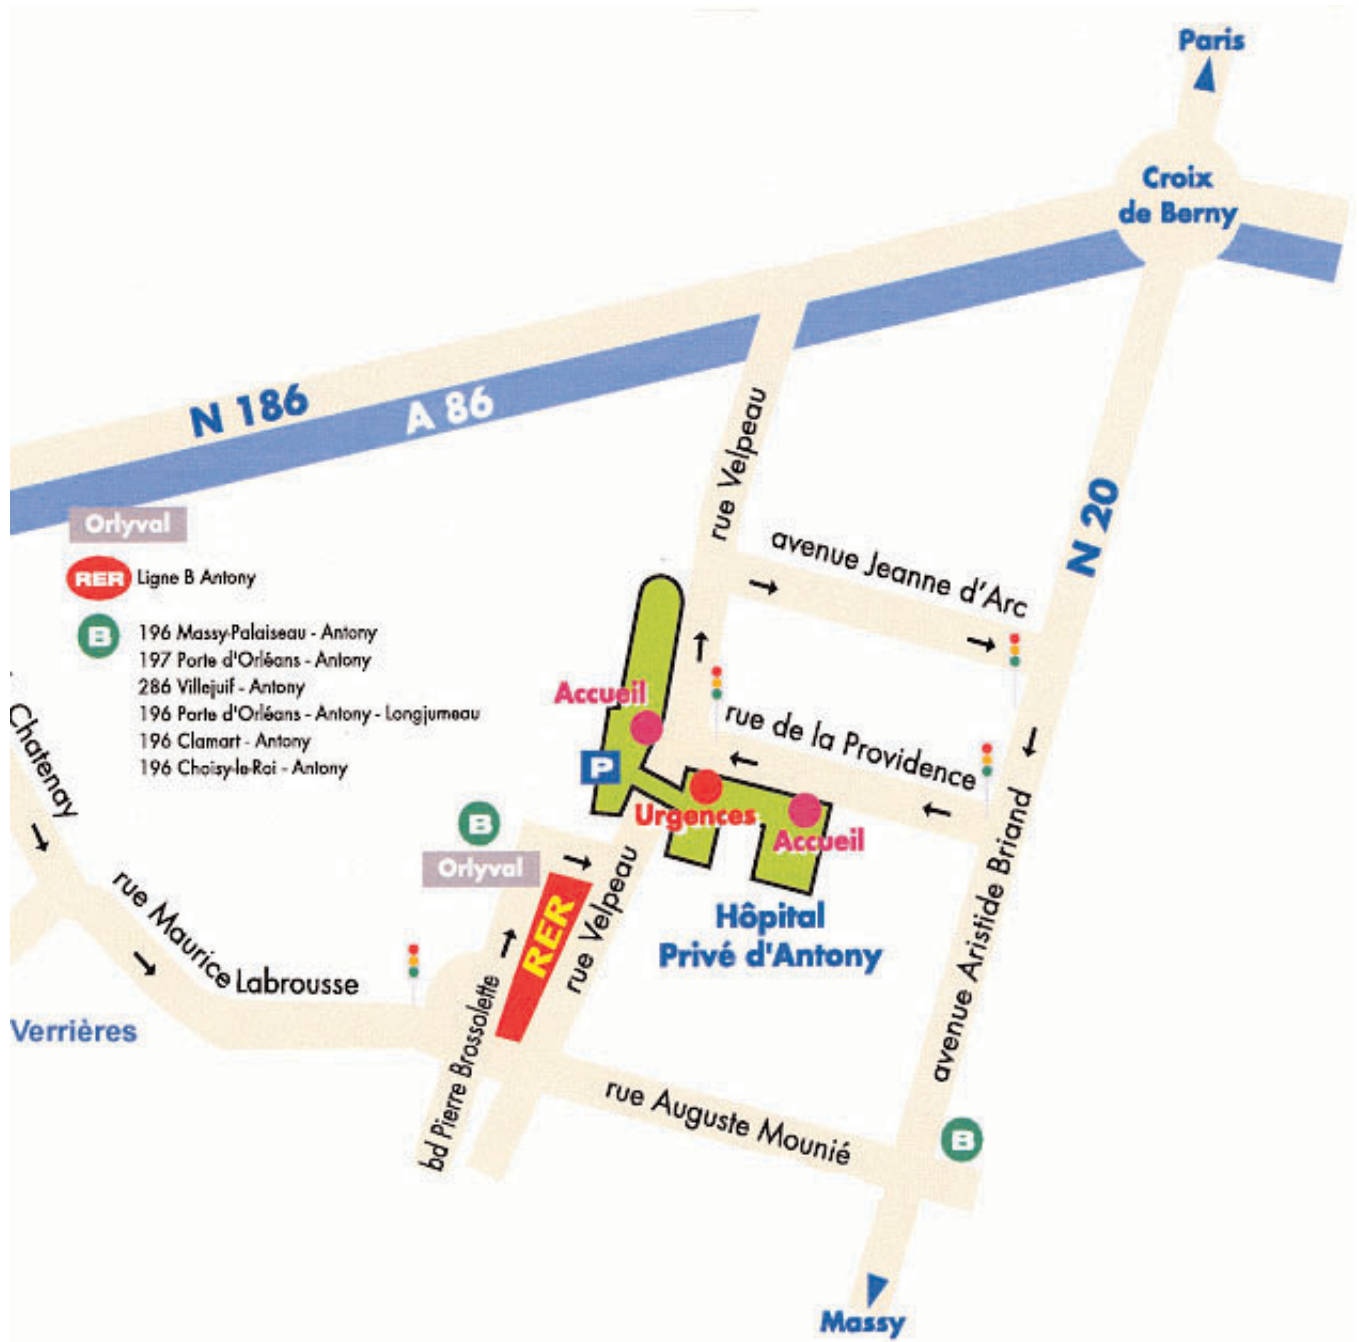 Paris
Croix
de Berny
N 186
A 86
rue Velpeau
N 20
Orlyval
avenue Jeanne d'Arc
RER Ligne B Antony
B
196 Massy-Palaiseau - Antony
197 Porte d'Orléans - Antony
286 Villejuif - Antony
196 Porte d'Orléans - Antony - Longjumeau
196 Clamart - Antony
196 Choisy-le-Roi - Antony
Accueil
rue de la Providence
Chatenay
P
B
Urgences
Accueil
Orlyval
RER
rue Velpeau
rue Maurice Labrousse
Hôpital
Privé d'Antony
avenue Aristide Briand
Verrières
bd Pierre Brossolette
rue Auguste Mounié
B
Massy